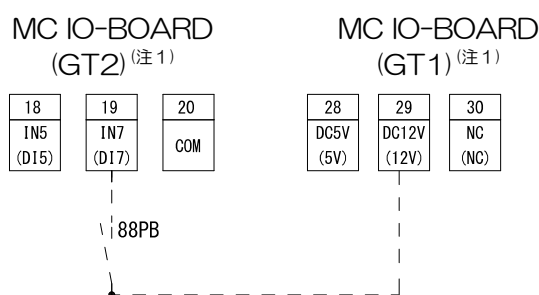 MC IO-BOARD MC IO-BOARD
(GT2)(注1) (GT1)(注1)
18 19 20 28 29 30
IN5 IN7 COM DC5V DC12V NC
(DI5) (DI7) (5V) (12V) (NC)
88PB